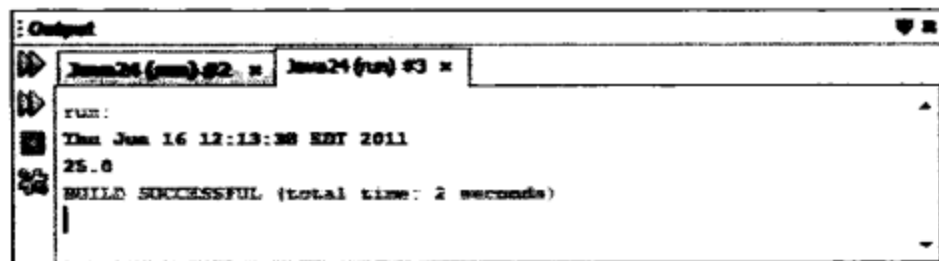 Output
Java24 (run) #2 × Java24 (run) #3 ×
run:
Thu Jun 16 12:13:38 EDT 2011
25.0
BUILD SUCCESSFUL (total time: 2 seconds)